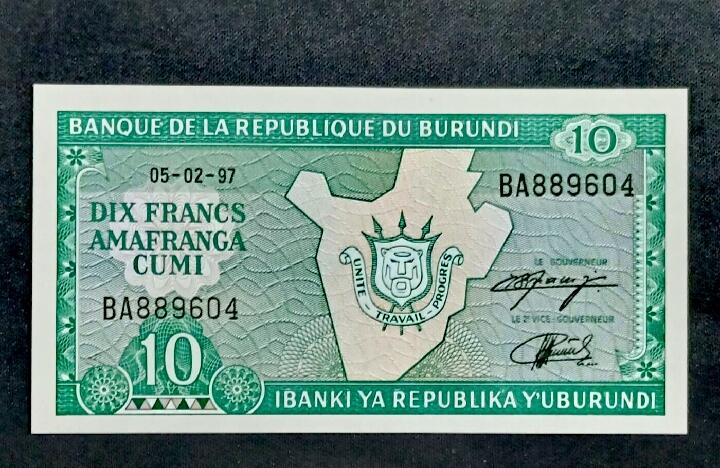 BANQUE DE LA REPUBLIQUE DU BURUNDI
10
05-02-97
BA889604
DIX FRANCS
AMAFRANGA
CUMI
LE GOUVERNEUR
UNITE - TRAVAIL - PROGRES
BA889604
LE 2e VICE-GOUVERNEUR
10
IBANKI YA REPUBLIKA Y'UBURUNDI